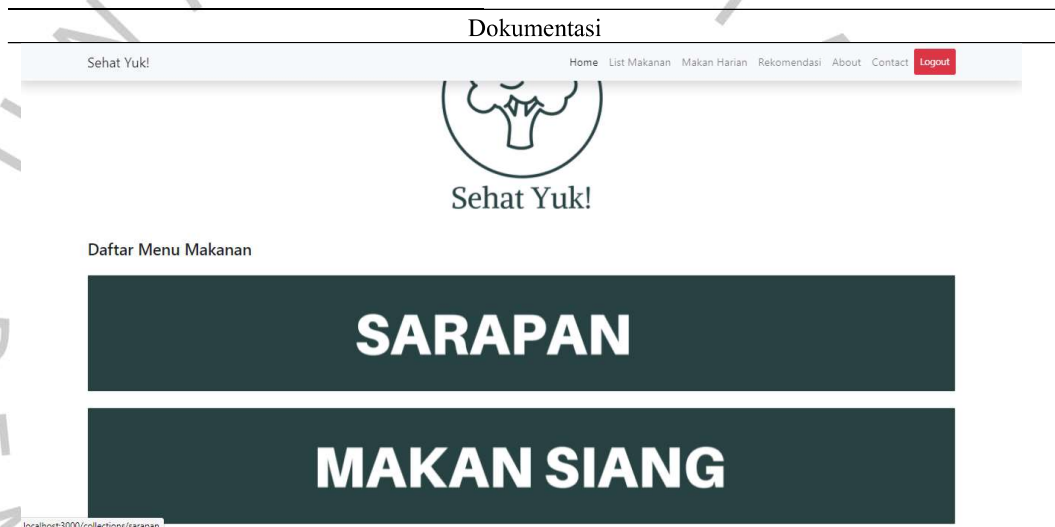 Dokumentasi
Sehat Yuk! Home List Makanan Makan Harian Rekomendasi About Contact Logout
Sehat Yuk!
Daftar Menu Makanan
SARAPAN
MAKAN SIANG
localhost:3000/collections/sarapan